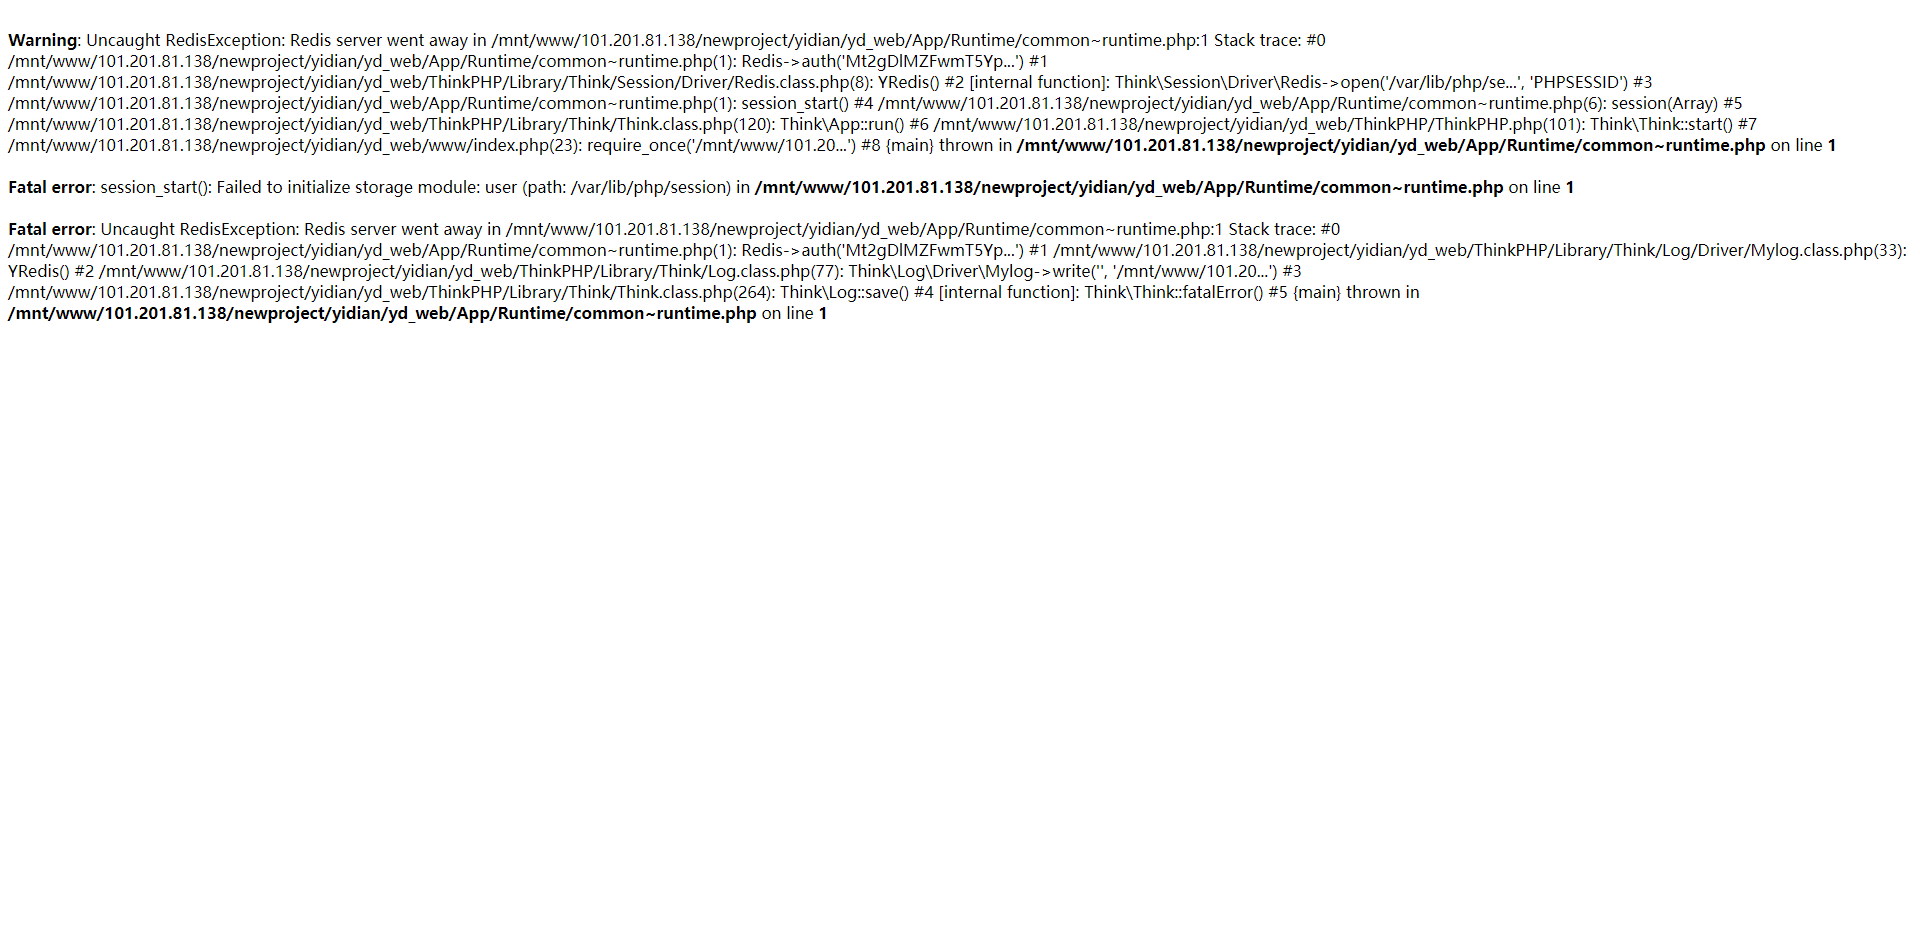 Warning: Uncaught RedisException: Redis server went away in /mnt/www/101.201.81.138/newproject/yidian/yd_web/App/Runtime/common~runtime.php:1 Stack trace: #0
/mnt/www/101.201.81.138/newproject/yidian/yd_web/App/Runtime/common~runtime.php(1): Redis->auth('Mt2gDlMZFwmT5Yp...') #1
/mnt/www/101.201.81.138/newproject/yidian/yd_web/ThinkPHP/Library/Think/Session/Driver/Redis.class.php(8): YRedis() #2 [internal function]: Think\Session\Driver\Redis->open('/var/lib/php/se...', 'PHPSESSID') #3
/mnt/www/101.201.81.138/newproject/yidian/yd_web/App/Runtime/common~runtime.php(1): session_start() #4 /mnt/www/101.201.81.138/newproject/yidian/yd_web/App/Runtime/common~runtime.php(6): session(Array) #5
/mnt/www/101.201.81.138/newproject/yidian/yd_web/ThinkPHP/Library/Think/Think.class.php(120): Think\App::run() #6 /mnt/www/101.201.81.138/newproject/yidian/yd_web/ThinkPHP/ThinkPHP.php(101): Think\Think::start() #7
/mnt/www/101.201.81.138/newproject/yidian/yd_web/www/index.php(23): require_once('/mnt/www/101.20...') #8 {main} thrown in /mnt/www/101.201.81.138/newproject/yidian/yd_web/App/Runtime/common~runtime.php on line 1
Fatal error: session_start(): Failed to initialize storage module: user (path: /var/lib/php/session) in /mnt/www/101.201.81.138/newproject/yidian/yd_web/App/Runtime/common~runtime.php on line 1
Fatal error: Uncaught RedisException: Redis server went away in /mnt/www/101.201.81.138/newproject/yidian/yd_web/App/Runtime/common~runtime.php:1 Stack trace: #0
/mnt/www/101.201.81.138/newproject/yidian/yd_web/App/Runtime/common~runtime.php(1): Redis->auth('Mt2gDlMZFwmT5Yp...') #1 /mnt/www/101.201.81.138/newproject/yidian/yd_web/ThinkPHP/Library/Think/Log/Driver/Mylog.class.php(33):
YRedis() #2 /mnt/www/101.201.81.138/newproject/yidian/yd_web/ThinkPHP/Library/Think/Log.class.php(77): Think\Log\Driver\Mylog->write('', '/mnt/www/101.20...') #3
/mnt/www/101.201.81.138/newproject/yidian/yd_web/ThinkPHP/Library/Think/Think.class.php(264): Think\Log::save() #4 [internal function]: Think\Think::fatalError() #5 {main} thrown in
/mnt/www/101.201.81.138/newproject/yidian/yd_web/App/Runtime/common~runtime.php on line 1